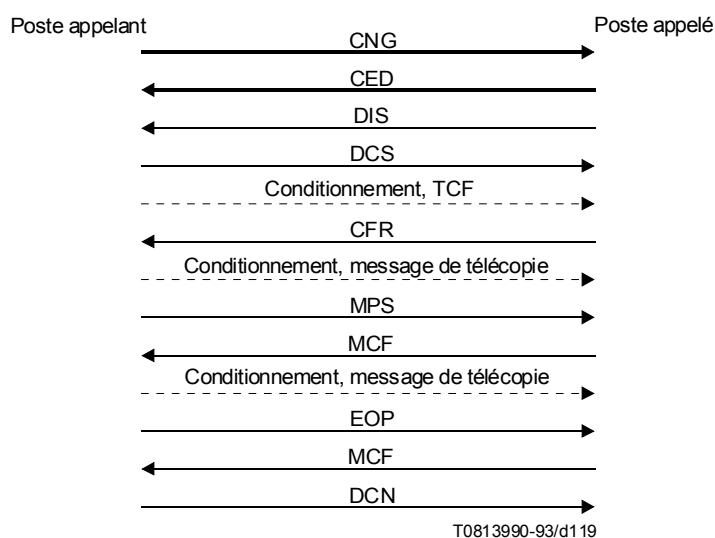 Poste appelant
Poste appelé
CNG
CED
DIS
DCS
Conditionnement, TCF
CFR
Conditionnement, message de télécopie
MPS
MCF
Conditionnement, message de télécopie
EOP
MCF
DCN
T0813990-93/d119